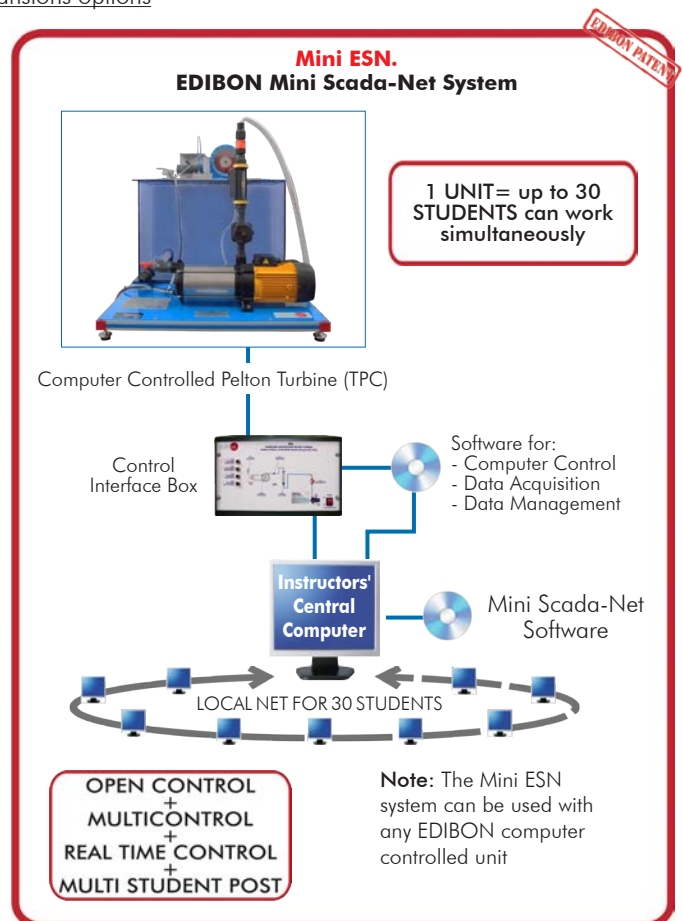 Expansions options
EDIBON PATENT
Mini ESN.
EDIBON Mini Scada-Net System
1 UNIT= up to 30
STUDENTS can work
simultaneously
Computer Controlled Pelton Turbine (TPC)
Control
Interface Box
Software for:
- Computer Control
- Data Acquisition
- Data Management
Instructors'
Central
Computer
Mini Scada-Net
Software
LOCAL NET FOR 30 STUDENTS
OPEN CONTROL
+
MULTICONTROL
+
REAL TIME CONTROL
+
MULTI STUDENT POST
Note: The Mini ESN
system can be used with
any EDIBON computer
controlled unit